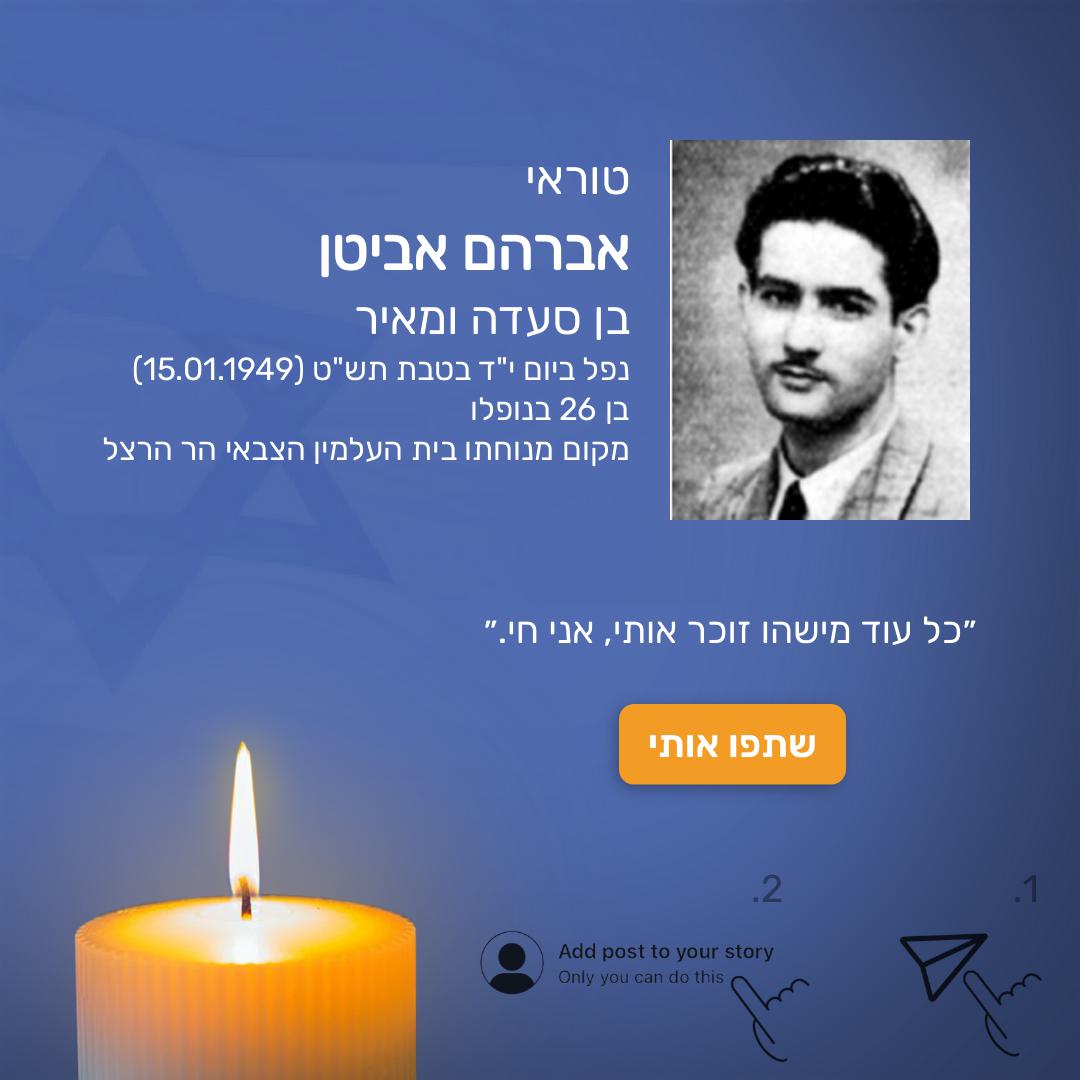 טוראי
אברהם אביטן
בן סעדה ומאיר
נפל ביום י"ד בטבת תש"ט (15.01.1949)
בן 26 בנופלו
מקום מנוחתו בית העלמין הצבאי הר הרצל
״כל עוד מישהו זוכר אותי, אני חי.״
שתפו אותי
1.
2.
Add post to your story
Only you can do this